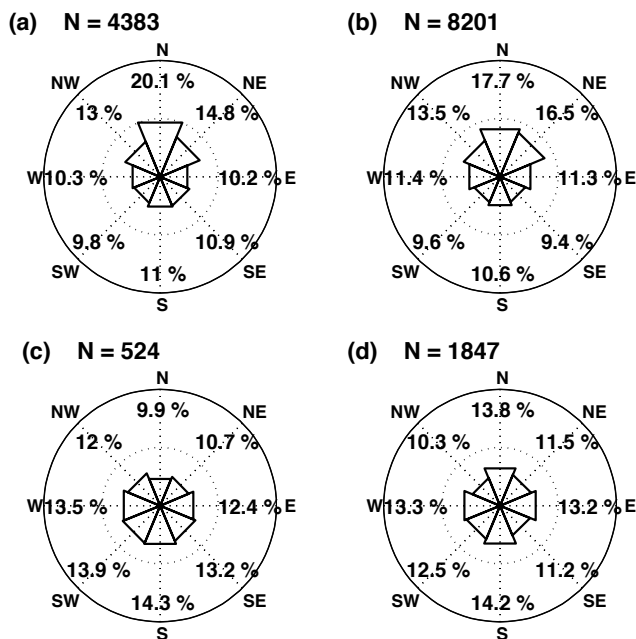 (a) N = 4383
N
20.1 %
NW NE
13 % 14.8 %
W 10.3 % 10.2 % E
9.8 % 10.9 %
SW SE
11 %
S
(b) N = 8201
N
17.7 %
NW NE
13.5 % 16.5 %
W 11.4 % 11.3 % E
9.6 % 9.4 %
SW SE
10.6 %
S
(c) N = 524
N
9.9 %
NW NE
12 % 10.7 %
W 13.5 % 12.4 % E
13.9 % 13.2 %
SW SE
14.3 %
S
(d) N = 1847
N
13.8 %
NW NE
10.3 % 11.5 %
W 13.3 % 13.2 % E
12.5 % 11.2 %
SW SE
14.2 %
S